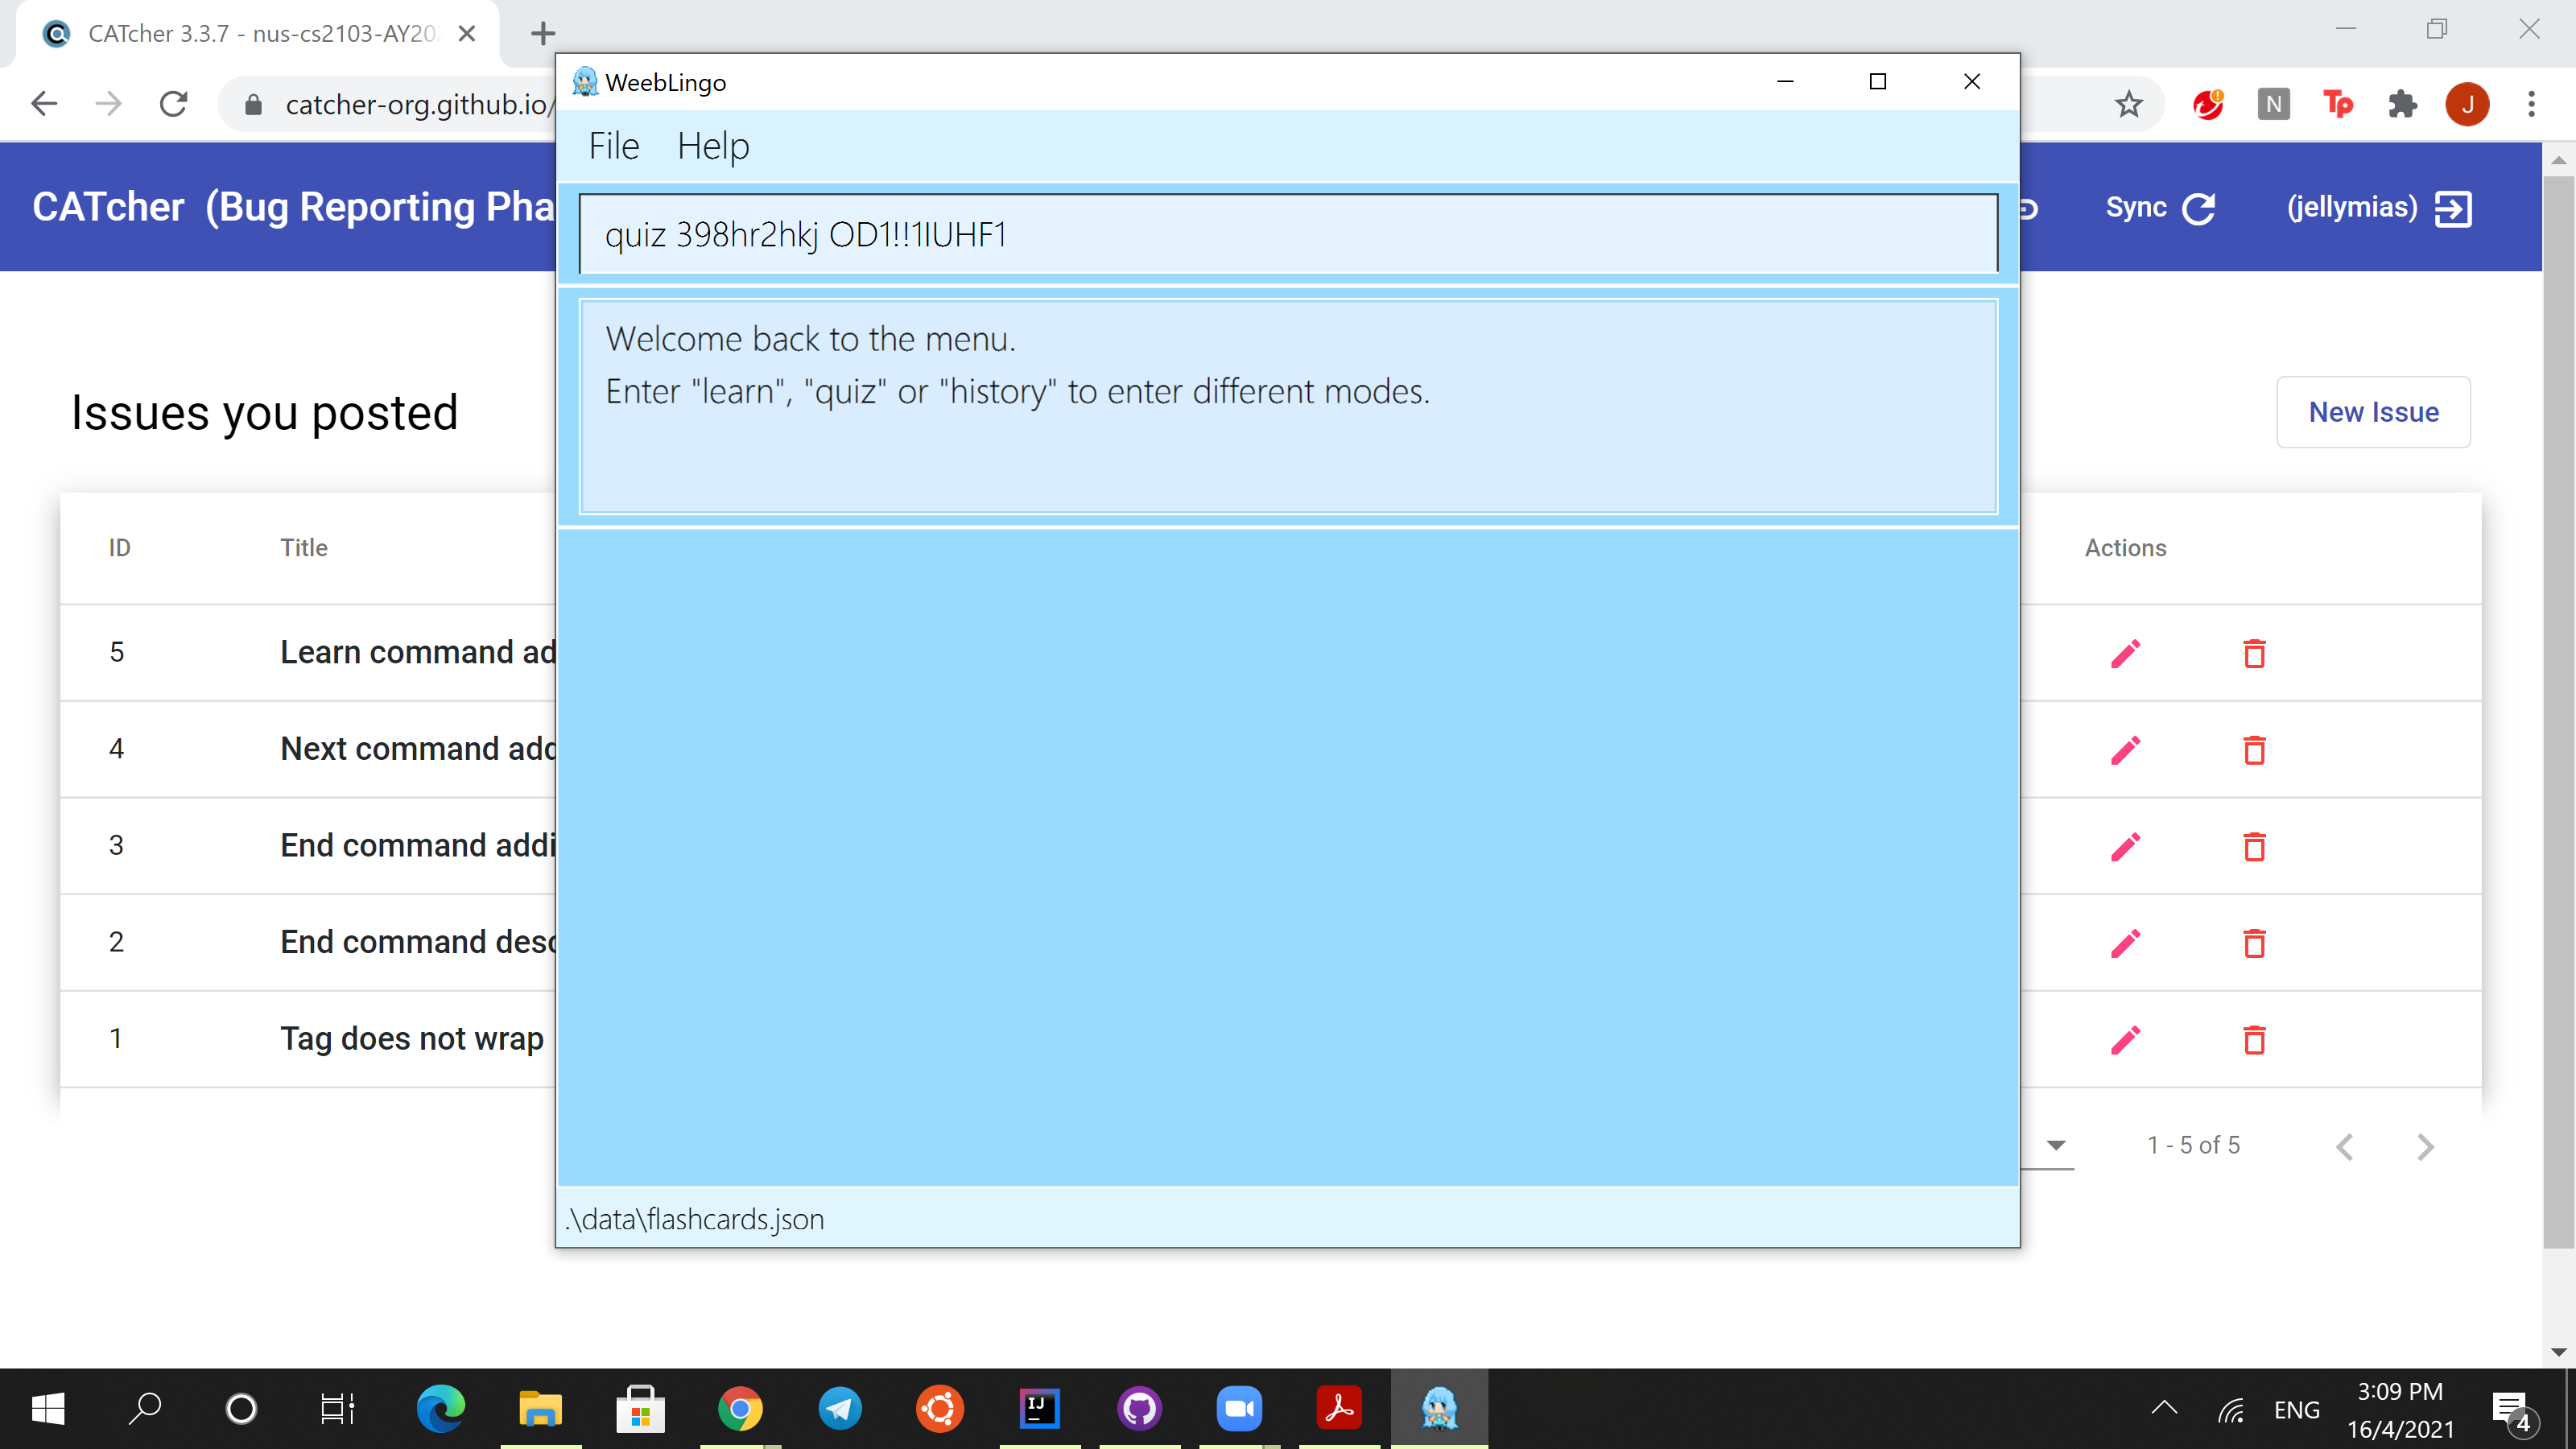 CATcher 3.3.7 - nus-cs2103-AY202
catcher-org.github.io/
N
Tp
J
WeebLingo
File Help
CATcher (Bug Reporting Pha
Sync
(jellymias)
quiz 398hr2hkj OD1!!1IUHF1
Welcome back to the menu.
Enter "learn", "quiz" or "history" to enter different modes.
Issues you posted
New Issue
ID Title Actions
5 Learn command ad
4 Next command add
3 End command addi
2 End command desc
1 Tag does not wrap
1 - 5 of 5
.\data\flashcards.json
IJ
ENG
3:09 PM
16/4/2021
4